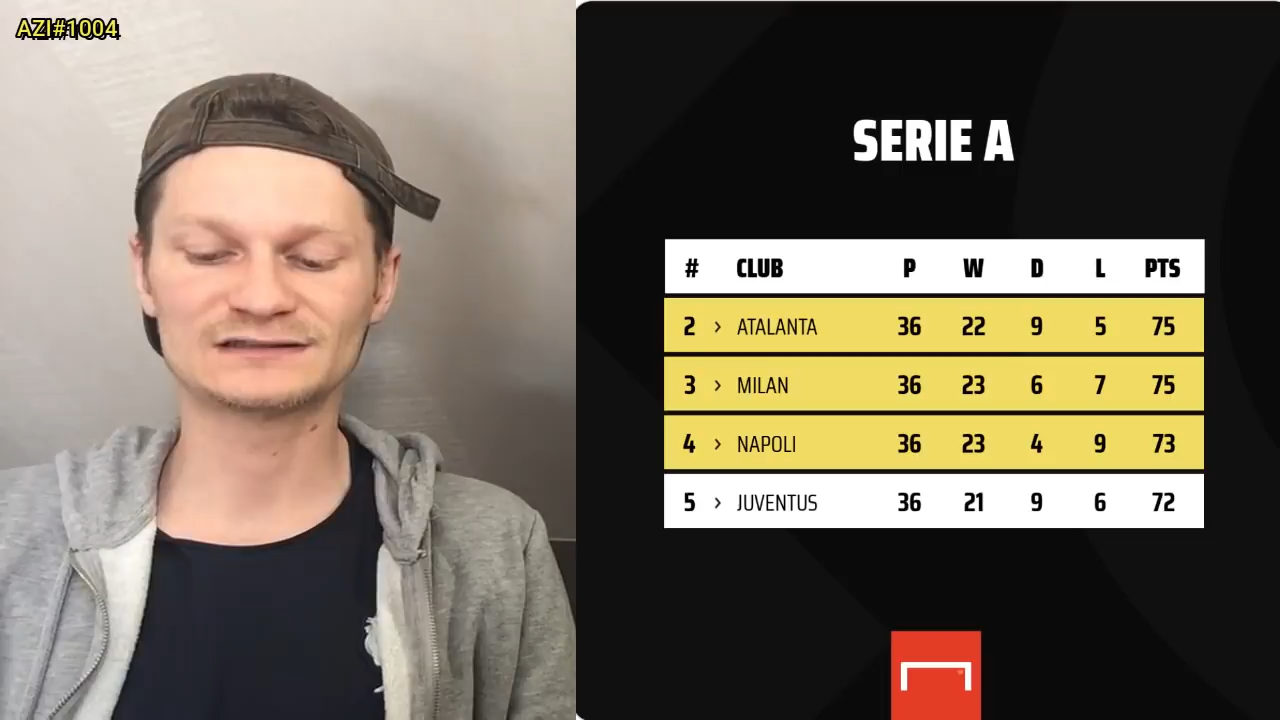 AZI#1004
SERIE A
# CLUB P W D L PTS
2 > ATALANTA 36 22 9 5 75
3 > MILAN 36 23 6 7 75
4 > NAPOLI 36 23 4 9 73
5 > JUVENTUS 36 21 9 6 72